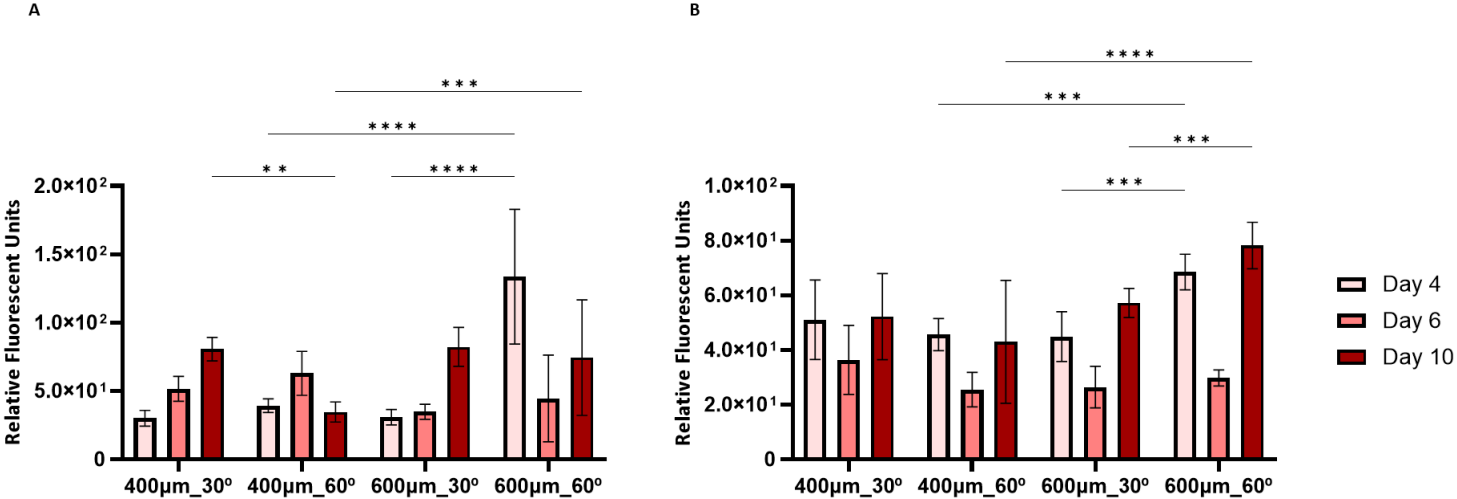 A
B
* * * *
* * *
* * *
* * * *
* * *
* *
* * * *
* * *
Relative Fluorescent Units
2.0×10²
1.5×10²
1.0×10²
5.0×10¹
0
400µm_30º
400µm_60º
600µm_30º
600µm_60º
Relative Fluorescent Units
1.0×10²
8.0×10¹
6.0×10¹
4.0×10¹
2.0×10¹
0
400µm_30º
400µm_60º
600µm_30º
600µm_60º
Day 4
Day 6
Day 10